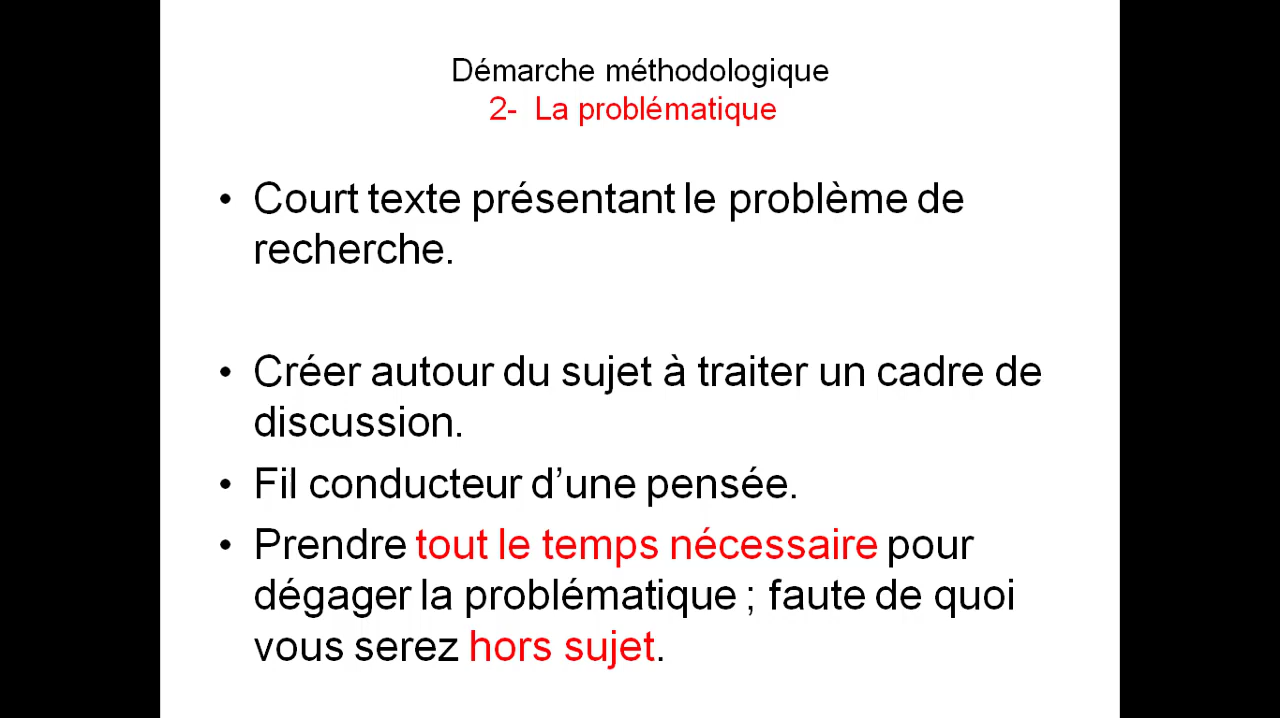 Démarche méthodologique
2- La problématique
• Court texte présentant le problème de
recherche.
• Créer autour du sujet à traiter un cadre de
discussion.
• Fil conducteur d’une pensée.
• Prendre tout le temps nécessaire pour
dégager la problématique ; faute de quoi
vous serez hors sujet.